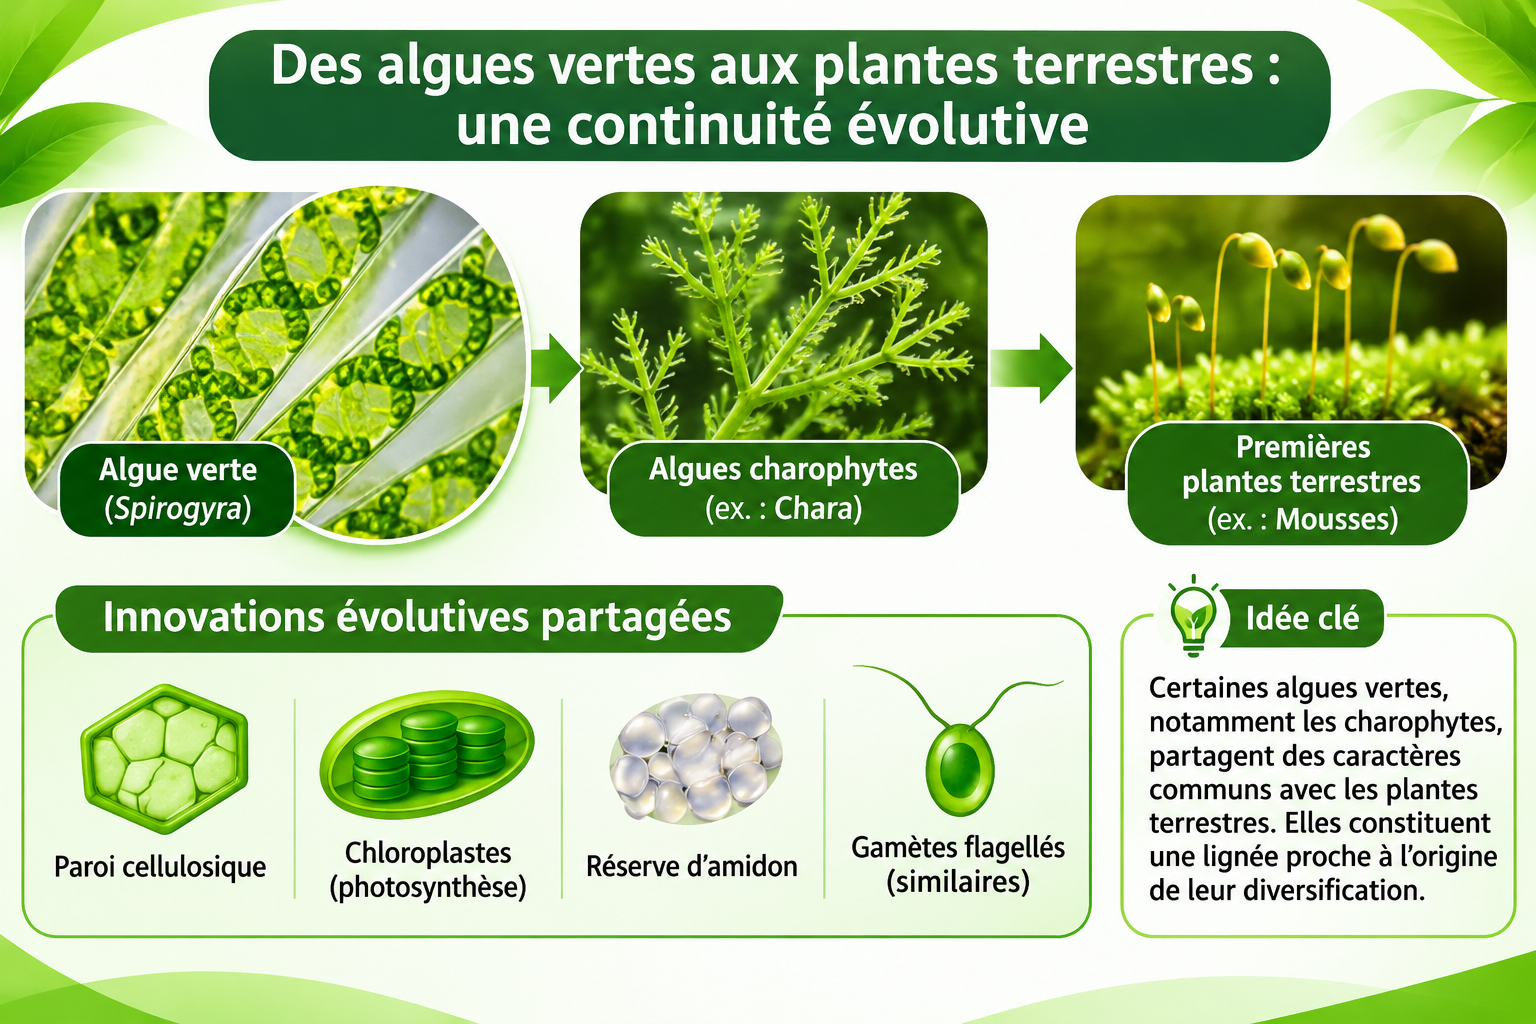 Des algues vertes aux plantes terrestres :
une continuité évolutive
Algue verte
(Spirogyra)
Algues charophytes
(ex. : Chara)
Premières
plantes terrestres
(ex. : Mousses)
Innovations évolutives partagées
Paroi cellulosique
Chloroplastes
(photosynthèse)
Réserve d’amidon
Gamètes flagellés
(similaires)
Idée clé
Certaines algues vertes,
notamment les charophytes,
partagent des caractères
communs avec les plantes
terrestres. Elles constituent
une lignée proche à l’origine
de leur diversification.